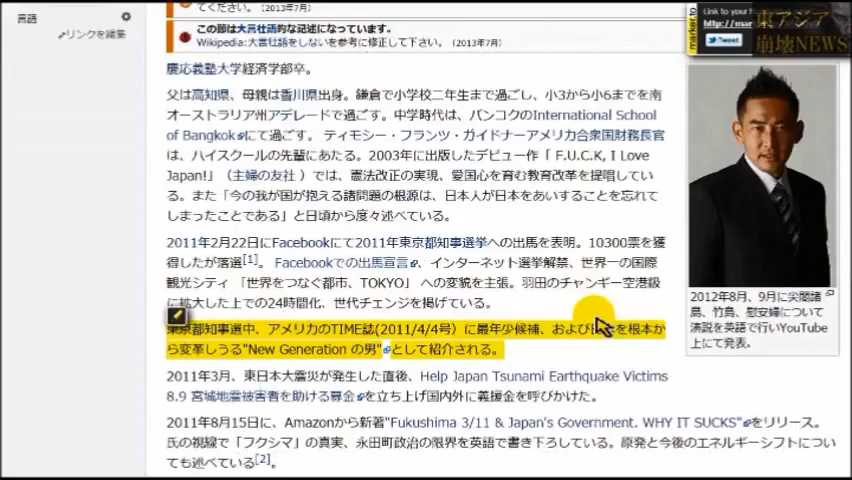 言語
リンクを編集
てください。(2013年7月)
この節は大言壮語的な記述になっています。
Wikipedia:大言壮語をしないを参考に修正して下さい。(2013年7月)
Link to your
http://mar
Tweet
marker.to
東アジア
崩壊NEWS
慶応義塾大学経済学部卒。
父は高知県、母親は香川県出身。鎌倉で小学校二年生まで過ごし、小3から小6までを南
オーストラリア州アデレードで過ごす。中学時代は、バンコクのInternational School
of Bangkokにて過ごす。 ティモシー・フランツ・ガイドナーアメリカ合衆国財務長官
は、ハイスクールの先輩にあたる。2003年に出版したデビュー作「 F.U.C.K, I Love
Japan!」（主婦の友社 ）では、憲法改正の実現、愛国心を育む教育改革を提唱してい
る。また「今の我が国が抱える諸問題の根源は、日本人が日本をあいすることを忘れて
しまったことである」と日頃から度々述べている。
2011年2月22日にFacebookにて2011年東京都知事選挙への出馬を表明。10300票を獲
得したが落選[1]。 Facebookでの出馬宣言、インターネット選挙解禁、世界一の国際
観光シティ 「世界をつなぐ都市、TOKYO」 への変貌を主張。羽田のチャンギー空港級
に拡大した上での24時間化、世代チェンジを掲げている。
東京都知事選中、アメリカのTIME誌(2011/4/4号）に最年少候補、および日本を根本か
ら変革しうる"New Generation の男"として紹介される。
2011年3月、東日本大震災が発生した直後、Help Japan Tsunami Earthquake Victims
8.9 宮城地震被害者を助ける募金を立ち上げ国内外に義援金を呼びかけた。
2011年8月15日に、Amazonから新著"Fukushima 3/11 & Japan's Government. WHY IT SUCKS"をリリース。
氏の視線で「フクシマ」の真実、永田町政治の限界を英語で書き下ろしている。原発と今後のエネルギーシフトについ
ても述べている[2]。
2012年8月、9月に尖閣諸
島、竹島、慰安婦について
演説を英語で行いYouTube
上にて発表。